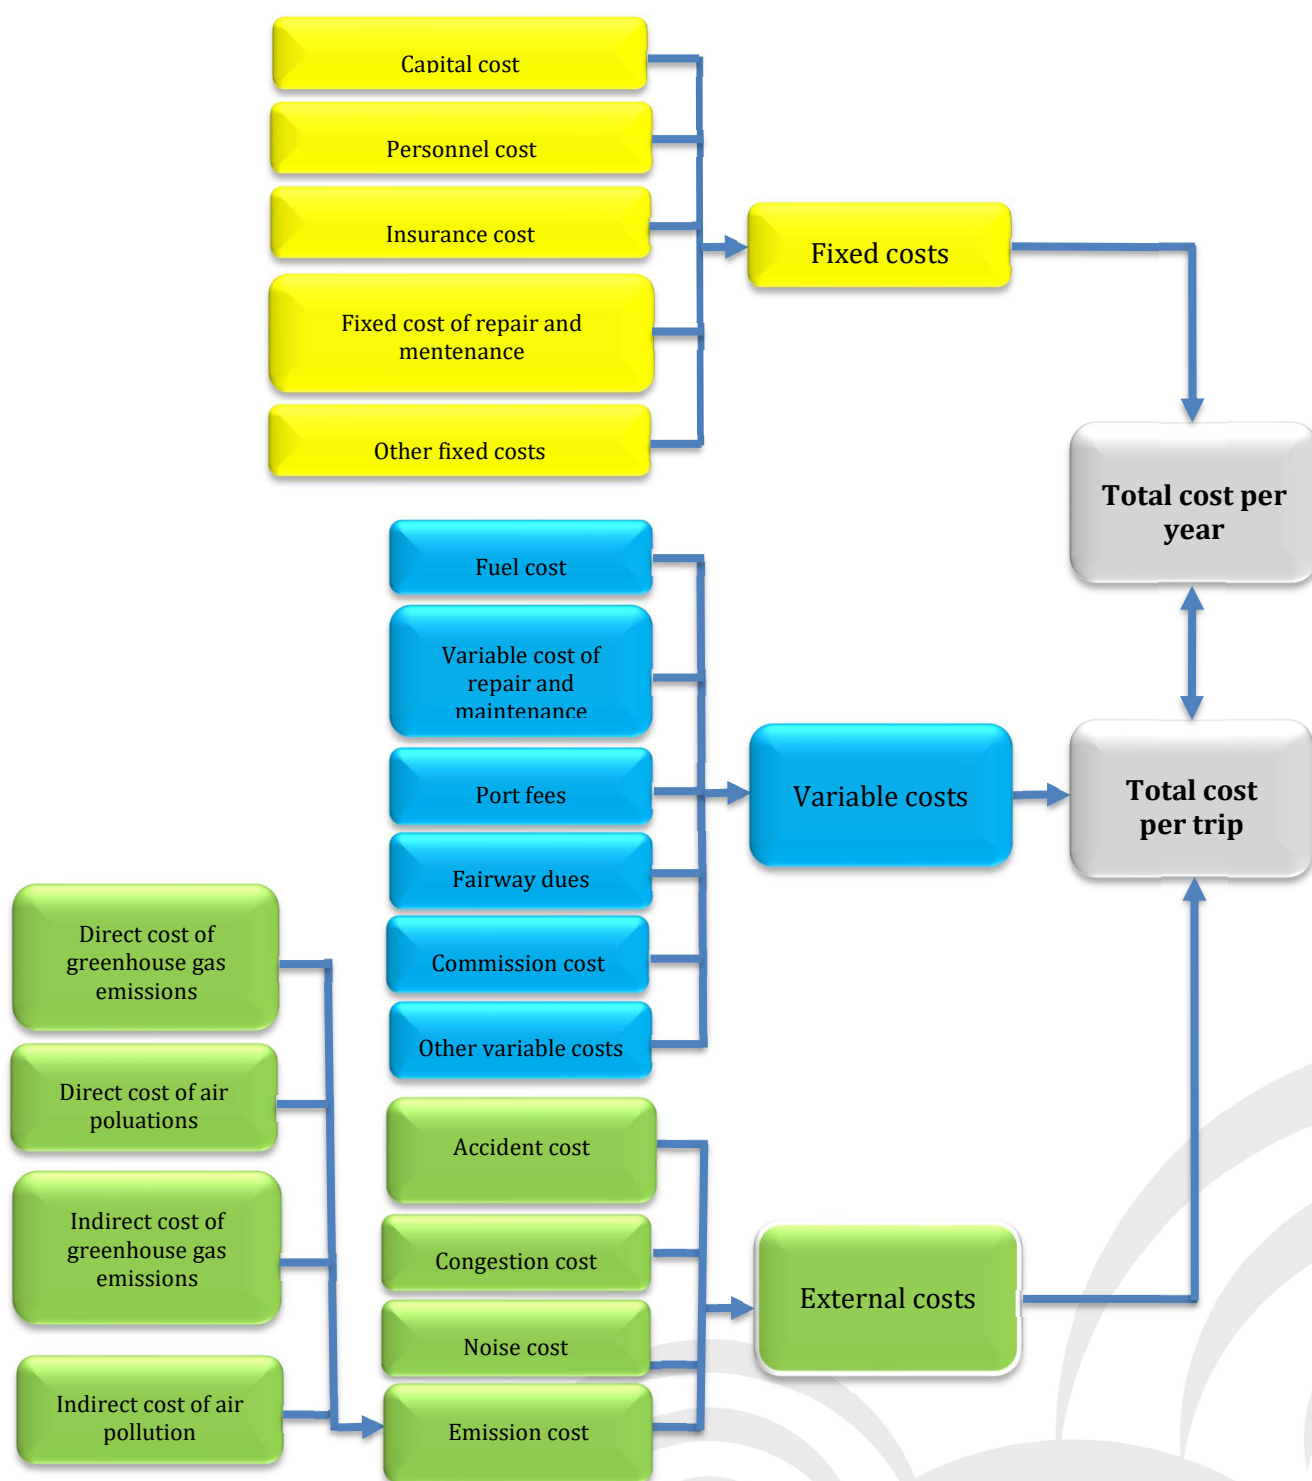 Capital cost
Personnel cost
Insurance cost
Fixed cost of repair and
mentenance
Other fixed costs
Fixed costs
Total cost per
year
Fuel cost
Variable cost of
repair and
maintenance
Port fees
Fairway dues
Commission cost
Other variable costs
Variable costs
Total cost
per trip
Direct cost of
greenhouse gas
emissions
Direct cost of air
poluations
Indirect cost of
greenhouse gas
emissions
Indirect cost of air
pollution
Accident cost
Congestion cost
Noise cost
Emission cost
External costs